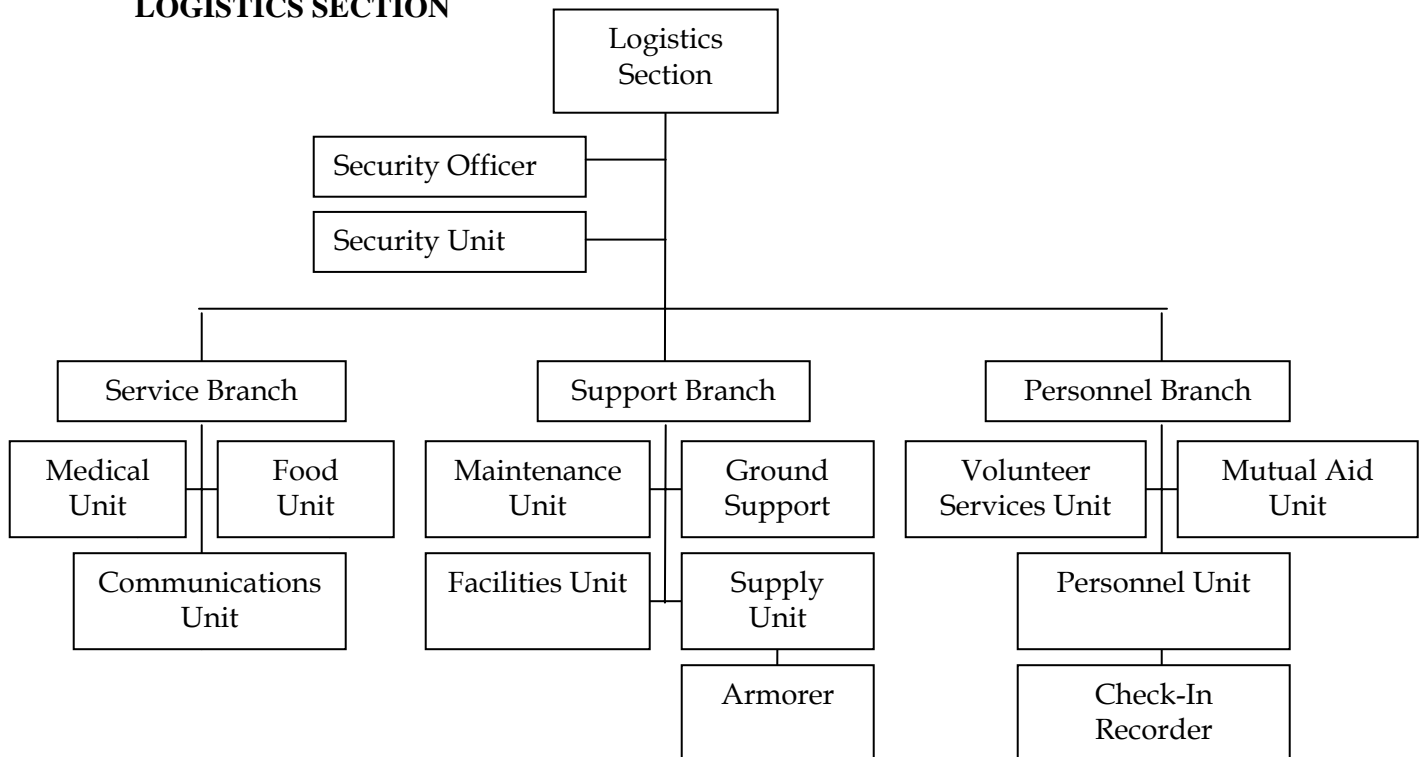 LOGISTICS SECTION
Logistics
Section
Security Officer
Security Unit
Service Branch
Support Branch
Personnel Branch
Medical
Unit
Food
Unit
Maintenance
Unit
Ground
Support
Volunteer
Services Unit
Mutual Aid
Unit
Communications
Unit
Facilities Unit
Supply
Unit
Personnel Unit
Armorer
Check-In
Recorder